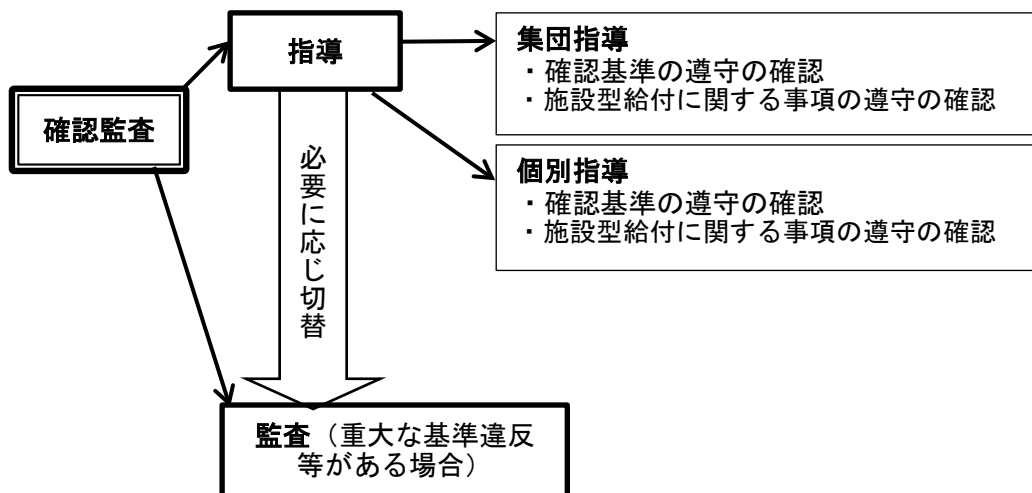 確認監査
指導
集団指導
・確認基準の遵守の確認
・施設型給付に関する事項の遵守の確認
個別指導
・確認基準の遵守の確認
・施設型給付に関する事項の遵守の確認
必要に応じ切替
監査（重大な基準違反
等がある場合）